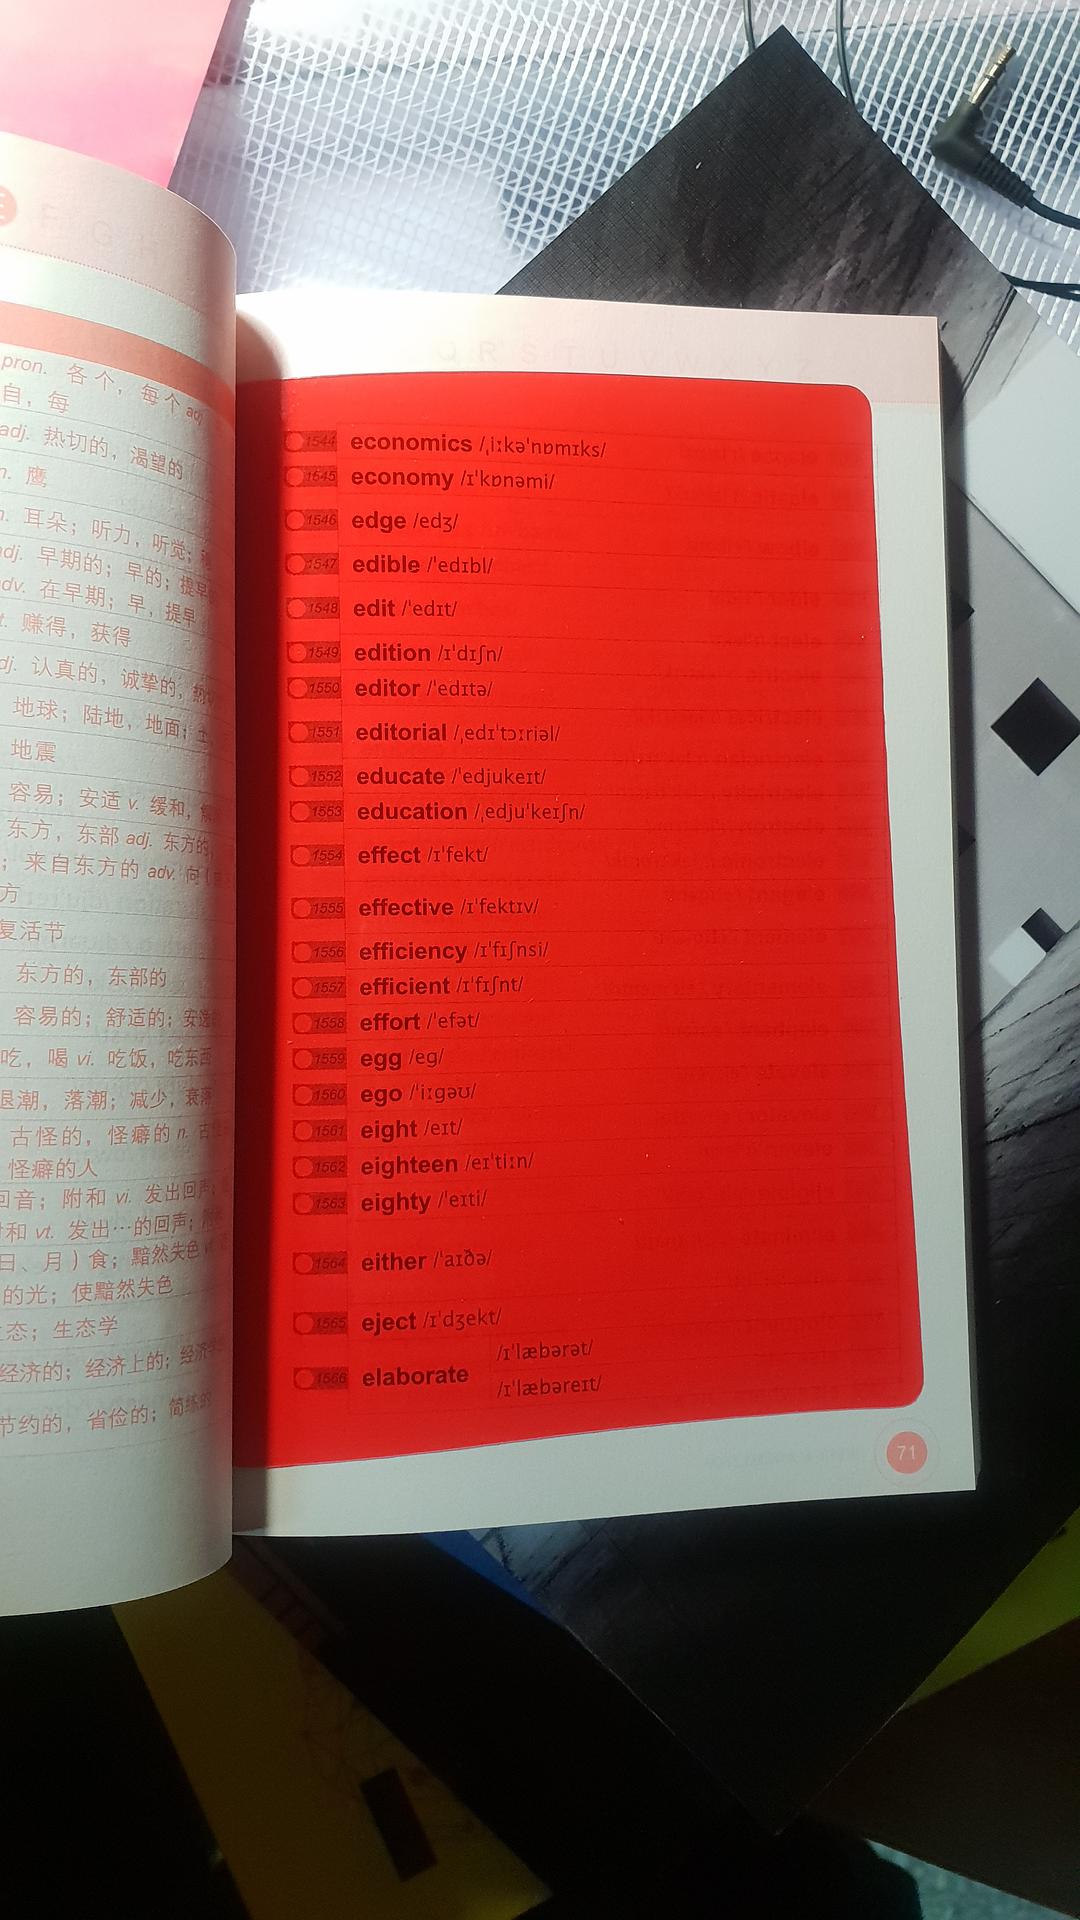 E F G H
pron. 各个，每个 adj.
自，每
adj. 热切的，渴望的
n. 鹰
n. 耳朵；听力，听觉；
adj. 早期的；早的；提早
adv. 在早期；早，提早
t. 赚得，获得
dj. 认真的，诚挚的，
地球；陆地，地面；土
地震
容易；安适 v. 缓和，
东方，东部 adj. 东方的，
；来自东方的 adv. 向
方
复活节
东方的，东部的
容易的；舒适的；安逸
吃，喝 vi. 吃饭，吃东西
退潮，落潮；减少，衰落
古怪的，怪癖的 n. 古
怪癖的人
回音；附和 vi. 发出回声；
附和 vt. 发出…的回声；
日、月）食；黯然失色
的光；使黯然失色
态；生态学
经济的；经济上的；经济
节约的，省俭的；简练的
Q R S T U V W X Y Z
1544 economics /ˌiːkəˈnɒmɪks/
1545 economy /ɪˈkɒnəmi/
1546 edge /edʒ/
1547 edible /ˈedɪbl/
1548 edit /ˈedɪt/
1549 edition /ɪˈdɪʃn/
1550 editor /ˈedɪtə/
1551 editorial /ˌedɪˈtɔːriəl/
1552 educate /ˈedjukeɪt/
1553 education /ˌedjuˈkeɪʃn/
1554 effect /ɪˈfekt/
1555 effective /ɪˈfektɪv/
1556 efficiency /ɪˈfɪʃnsi/
1557 efficient /ɪˈfɪʃnt/
1558 effort /ˈefət/
1559 egg /eg/
1560 ego /ˈiːgəʊ/
1561 eight /eɪt/
1562 eighteen /eɪˈtiːn/
1563 eighty /ˈeɪti/
1564 either /ˈaɪðə/
1565 eject /ɪˈdʒekt/
1566 elaborate /ɪˈlæbərət/
/ɪˈlæbəreɪt/
71